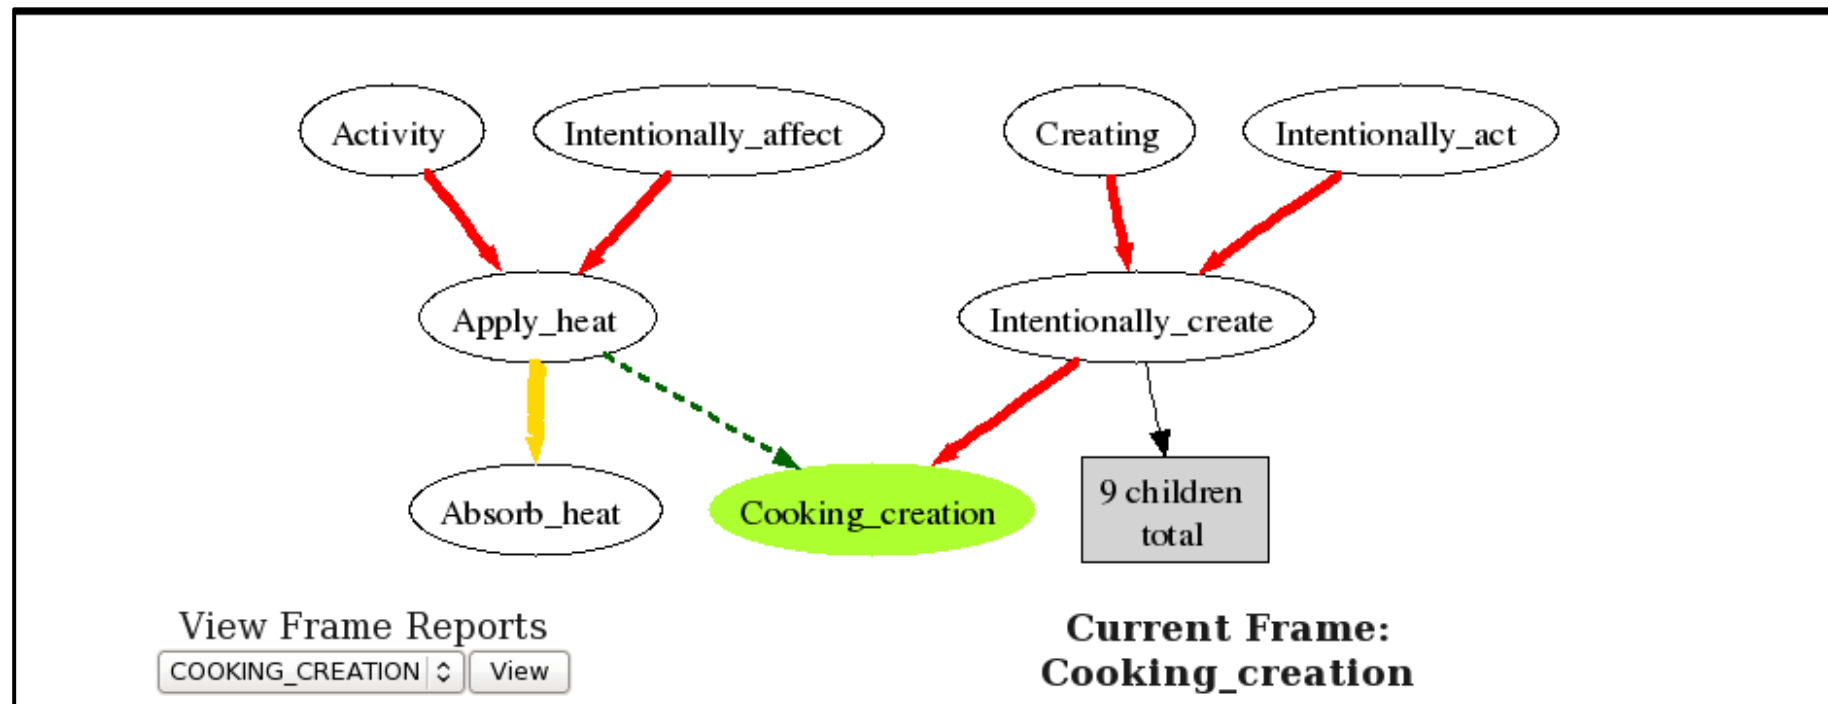 Activity
Intentionally_affect
Creating
Intentionally_act
Apply_heat
Intentionally_create
Absorb_heat
Cooking_creation
9 children
total
View Frame Reports
COOKING_CREATION
View
Current Frame:
Cooking_creation